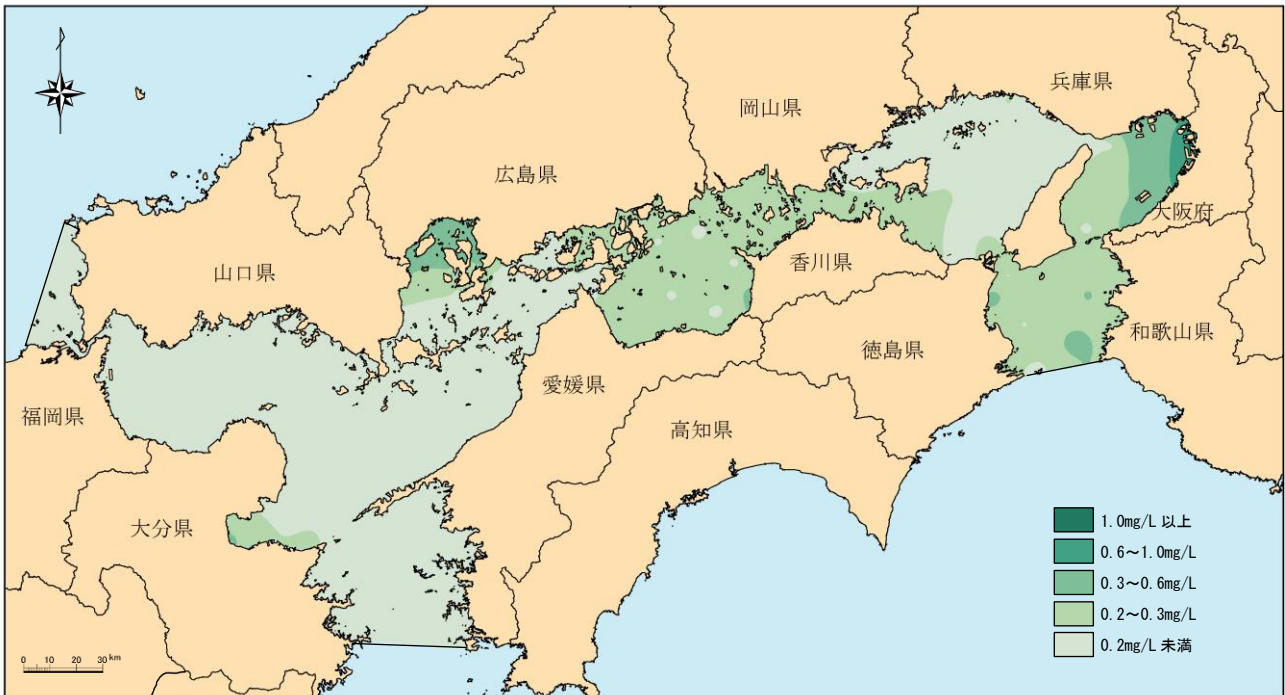 兵庫県
岡山県
広島県
大阪府
香川県
山口県
和歌山県
徳島県
愛媛県
福岡県
高知県
大分県
1.0mg/L 以上
0.6～1.0mg/L
0.3～0.6mg/L
0.2～0.3mg/L
0.2mg/L 未満
0 10 20 30 km